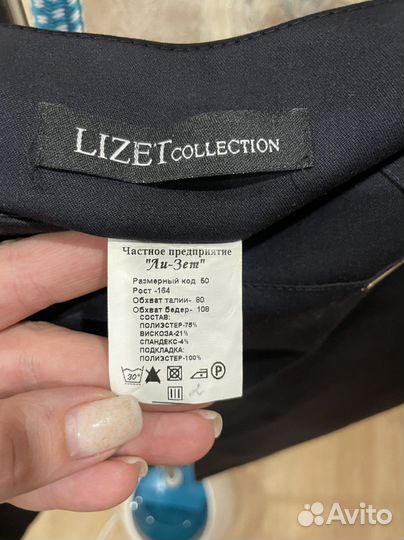 LIZET COLLECTION
Частное предприятие
"Ли-Зет"
Размерный код 50
Рост -164
Обхват талии- 80
Обхват бедер- 108
СОСТАВ:
ПОЛИЭСТЕР-75%
ВИСКОЗА-21%
СПАНДЕКС-4%
ПОДКЛАДКА:
ПОЛИЭСТЕР-100%
30°
Avito